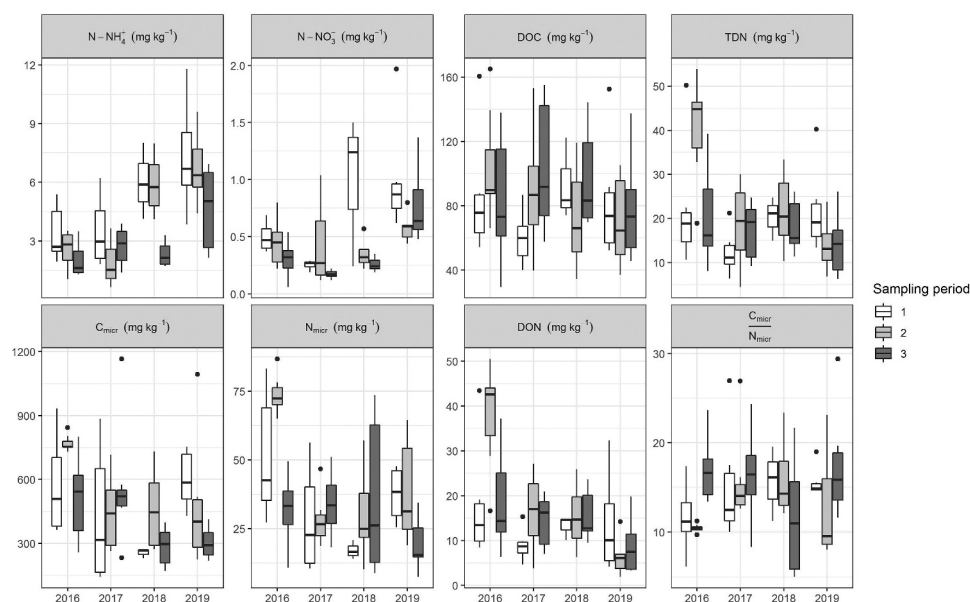 N − NH₄⁻ (mg kg⁻¹)
N − NO₃⁻ (mg kg⁻¹)
DOC (mg kg⁻¹)
TDN (mg kg⁻¹)
12
9
6
3
2.0
1.5
1.0
0.5
0.0
160
120
80
40
50
40
30
20
10
Sampling period
1
2
3
C micr (mg kg⁻¹)
N micr (mg kg⁻¹)
DON (mg kg⁻¹)
C micr
N micr
1200
900
600
300
75
50
25
50
40
30
20
10
0
30
20
10
2016 2017 2018 2019
2016 2017 2018 2019
2016 2017 2018 2019
2016 2017 2018 2019